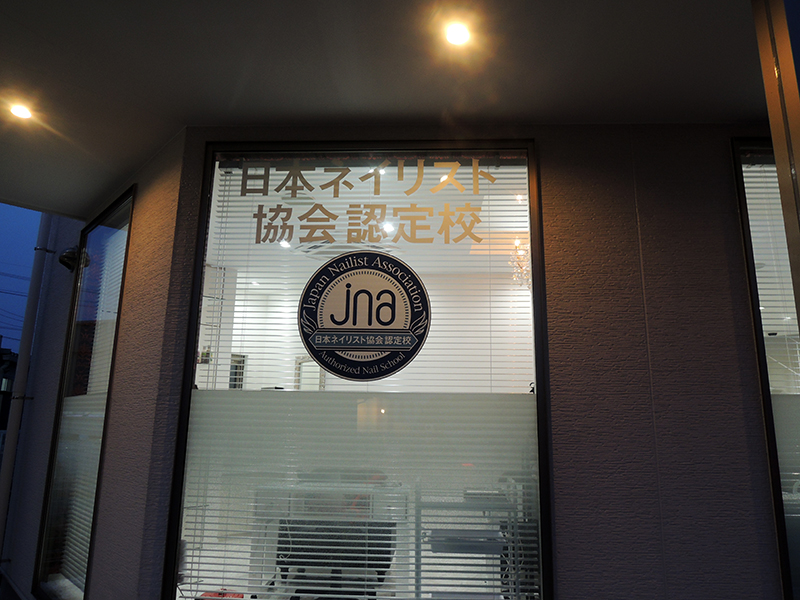 日本ネイリスト
協会認定校
Japan Nailist Association
jna
日本ネイリスト協会認定校
Authorized Nail School